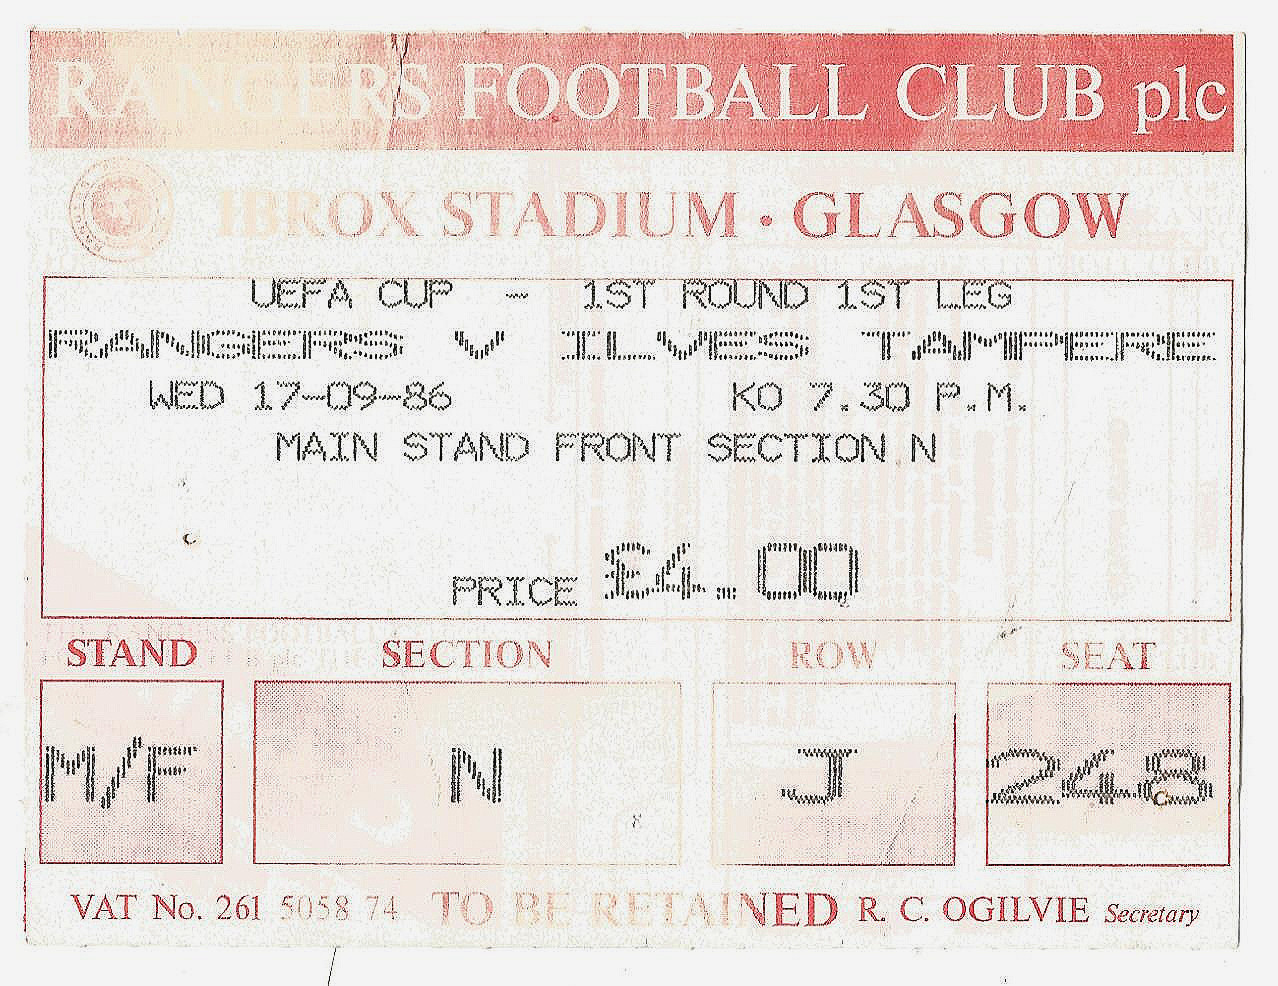 RANGERS FOOTBALL CLUB plc
IBROX STADIUM · GLASGOW
UEFA CUP - 1ST ROUND 1ST LEG
RANGERS V ILVES TAMPERE
WED 17-09-86 KO 7.30 P.M.
MAIN STAND FRONT SECTION N
PRICE £4.00
STAND SECTION ROW SEAT
M/F N J 248
VAT No. 261 5058 74 TO BE RETAINED R. C. OGILVIE Secretary